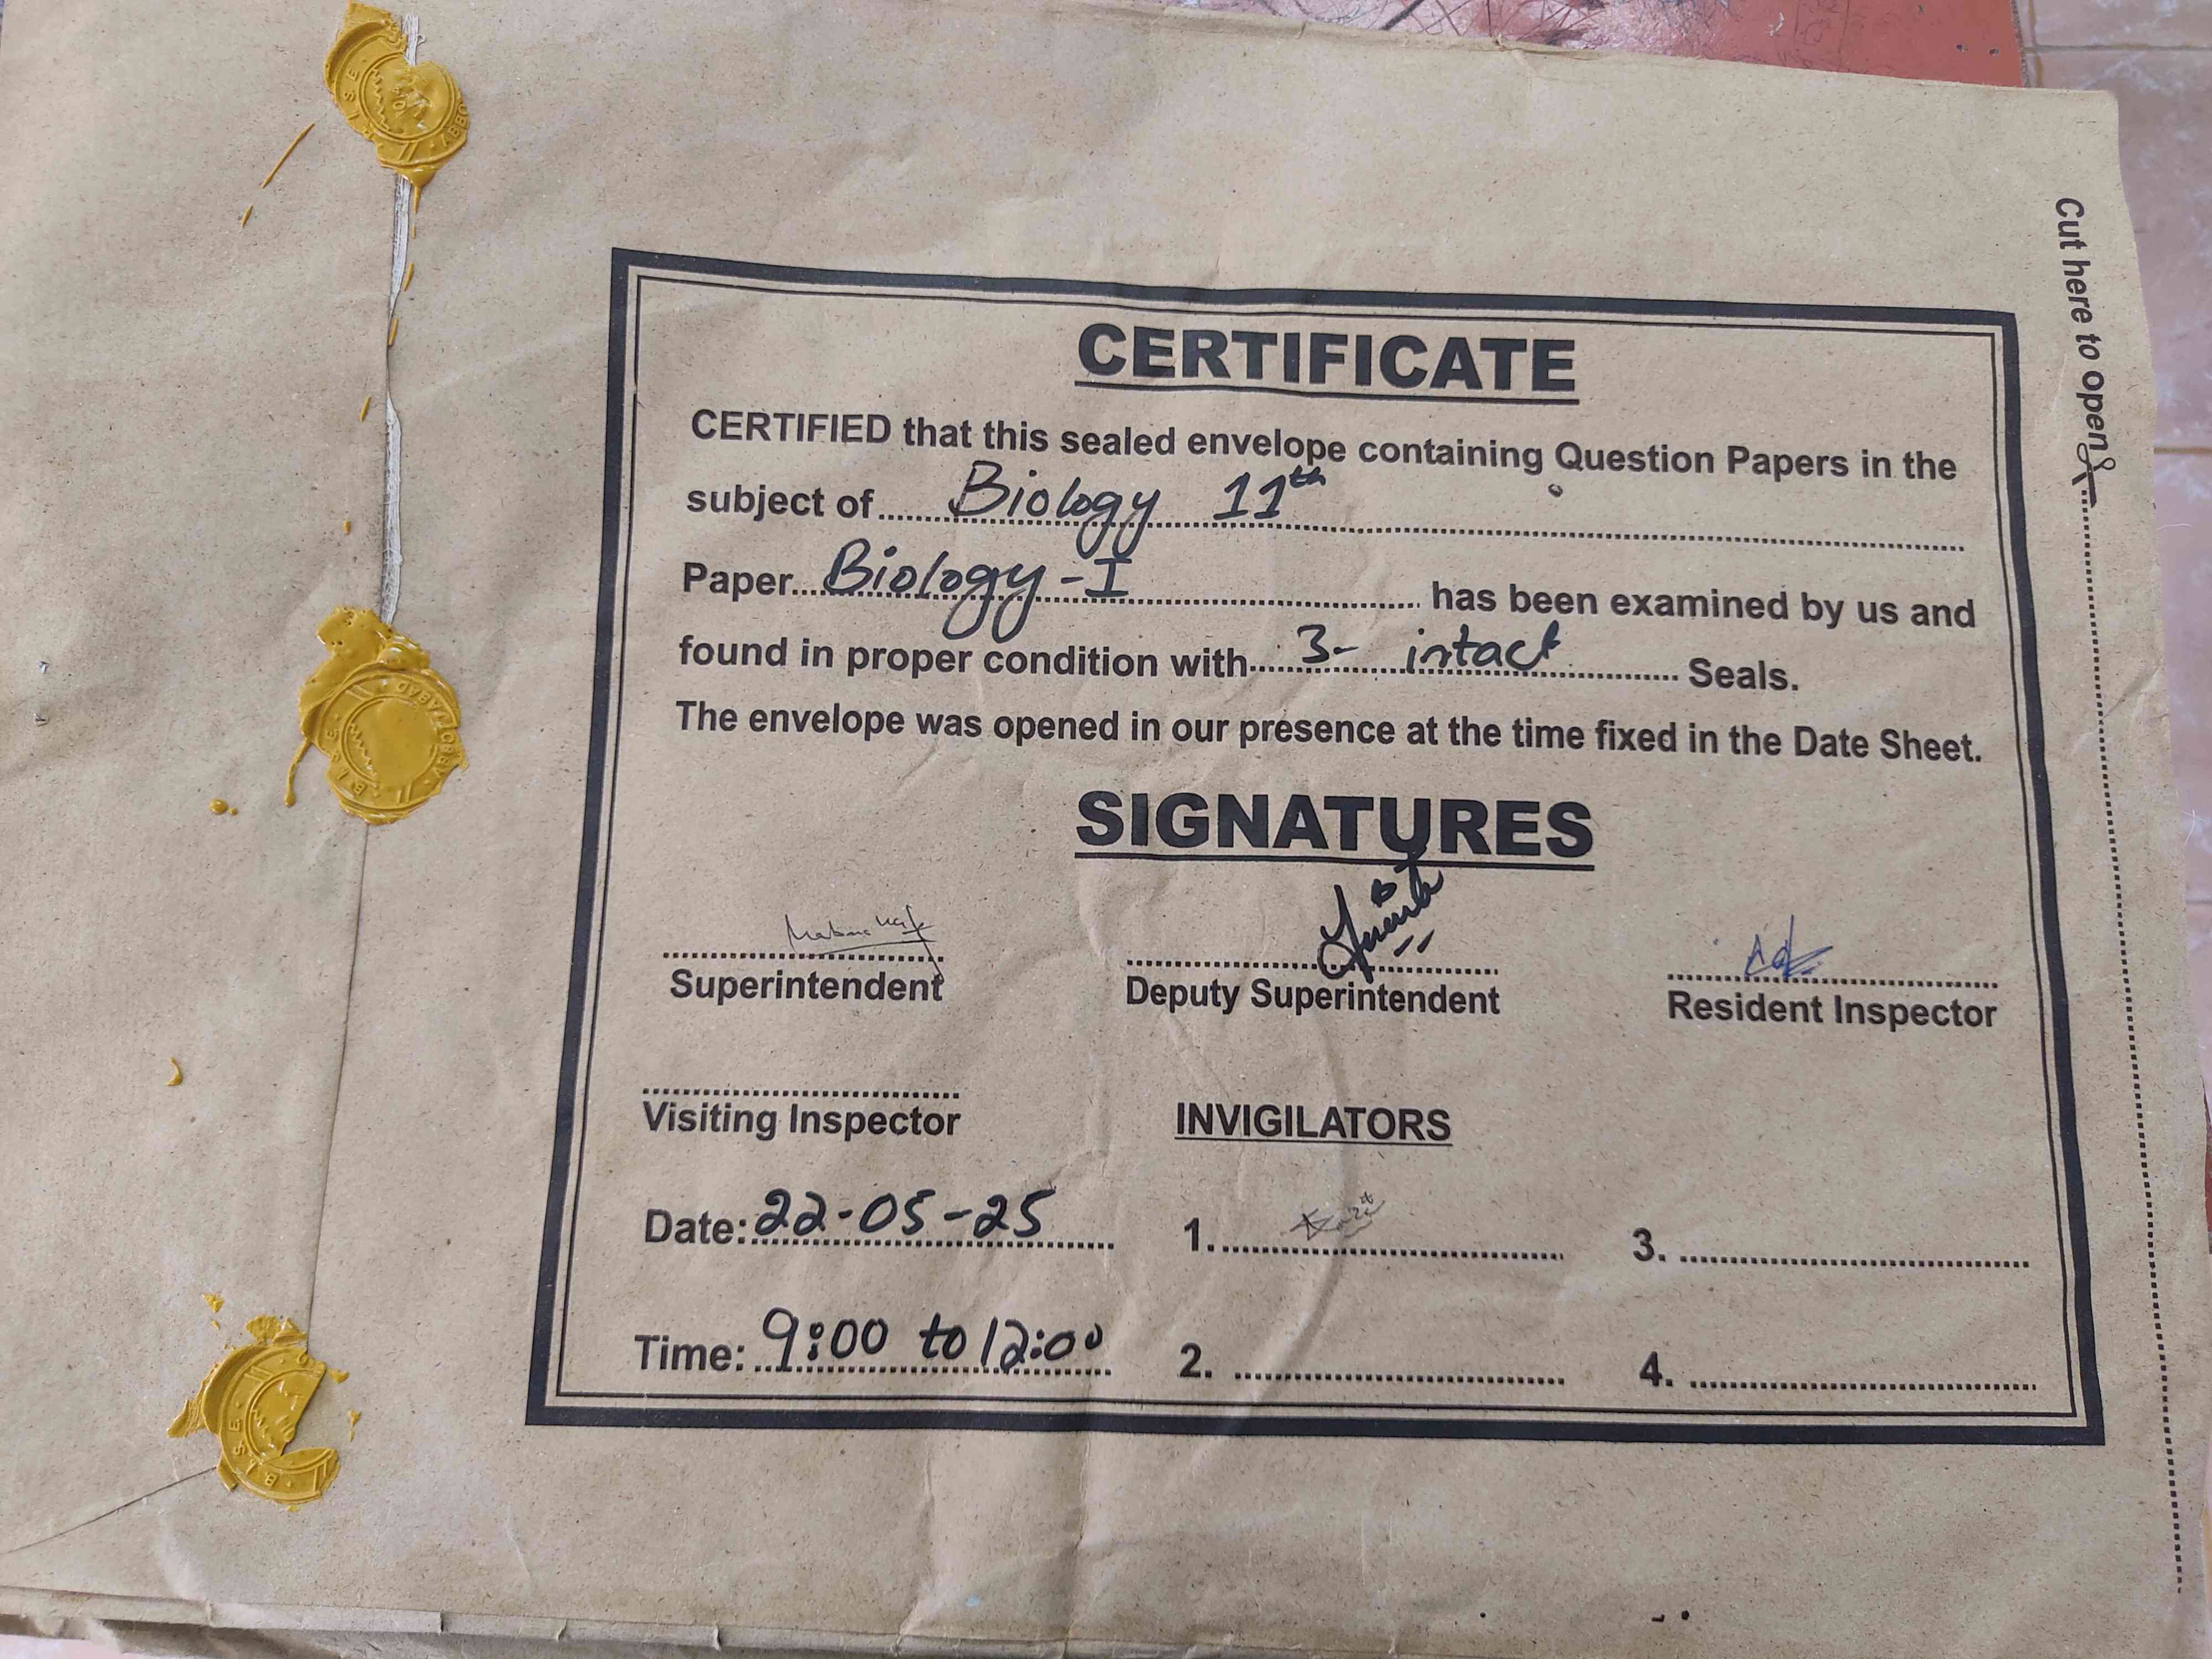 CERTIFICATE
CERTIFIED that this sealed envelope containing Question Papers in the
subject of Biology 11th
Paper Biology-I has been examined by us and
found in proper condition with 3- intact Seals.
The envelope was opened in our presence at the time fixed in the Date Sheet.
SIGNATURES
Superintendent
Deputy Superintendent
Resident Inspector
Visiting Inspector
INVIGILATORS
Date: 22-05-25
1.
3.
Time: 9:00 to 12:00
2.
4.
Cut here to open